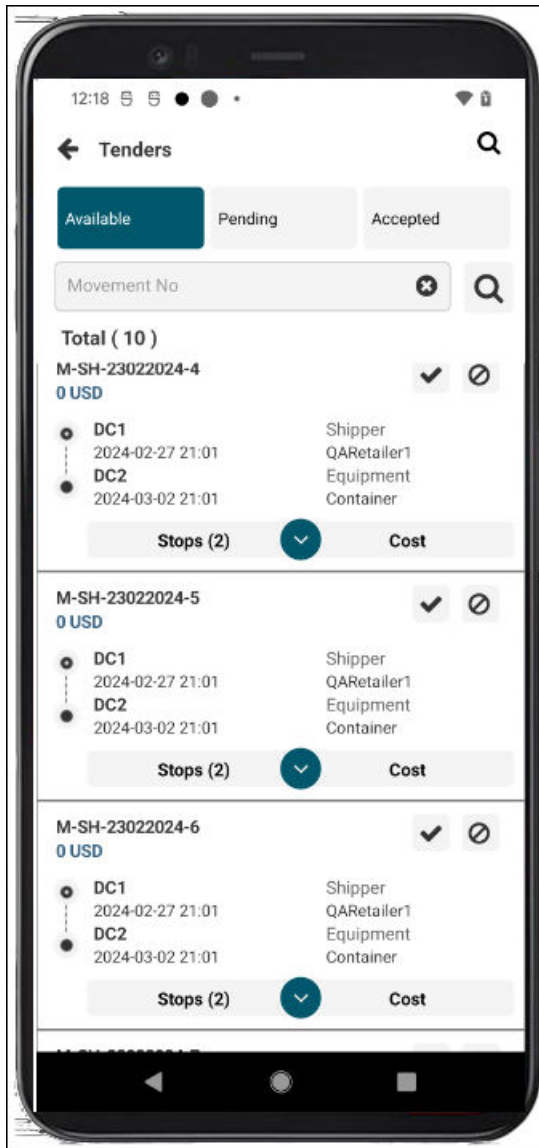 12:18
Tenders
Available Pending Accepted
Movement No
Total ( 10 )
M-SH-23022024-4
0 USD
DC1 Shipper
2024-02-27 21:01 QARetailer1
DC2 Equipment
2024-03-02 21:01 Container
Stops (2) Cost
M-SH-23022024-5
0 USD
DC1 Shipper
2024-02-27 21:01 QARetailer1
DC2 Equipment
2024-03-02 21:01 Container
Stops (2) Cost
M-SH-23022024-6
0 USD
DC1 Shipper
2024-02-27 21:01 QARetailer1
DC2 Equipment
2024-03-02 21:01 Container
Stops (2) Cost